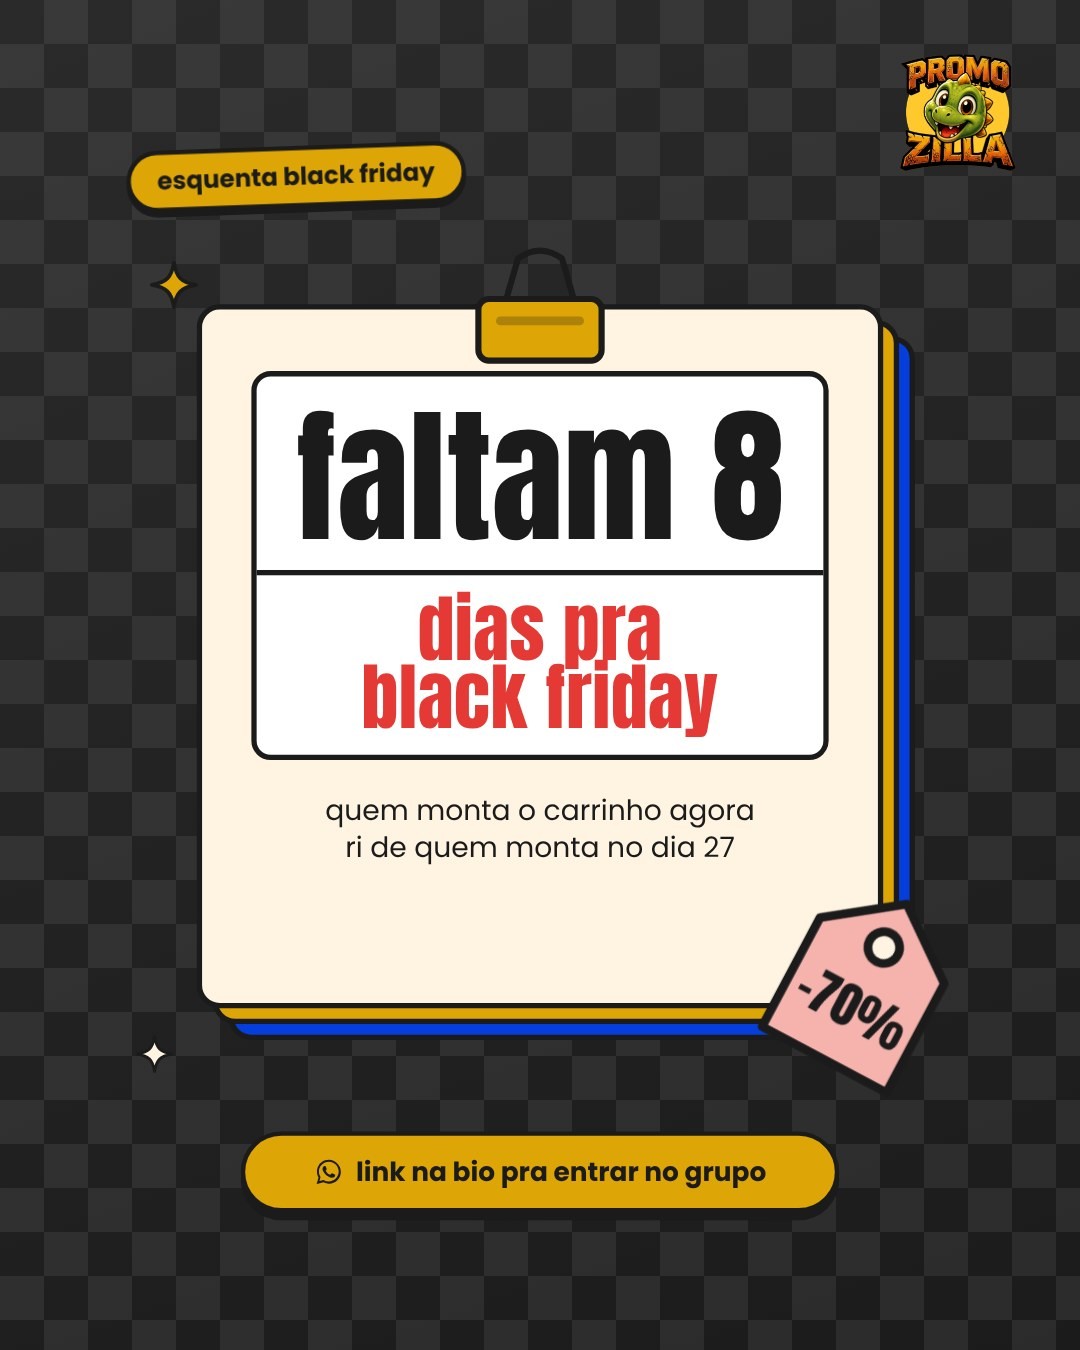 PROMO
ZILLA
esquenta black friday
faltam 8
dias pra
black friday
quem monta o carrinho agora
ri de quem monta no dia 27
-70%
link na bio pra entrar no grupo